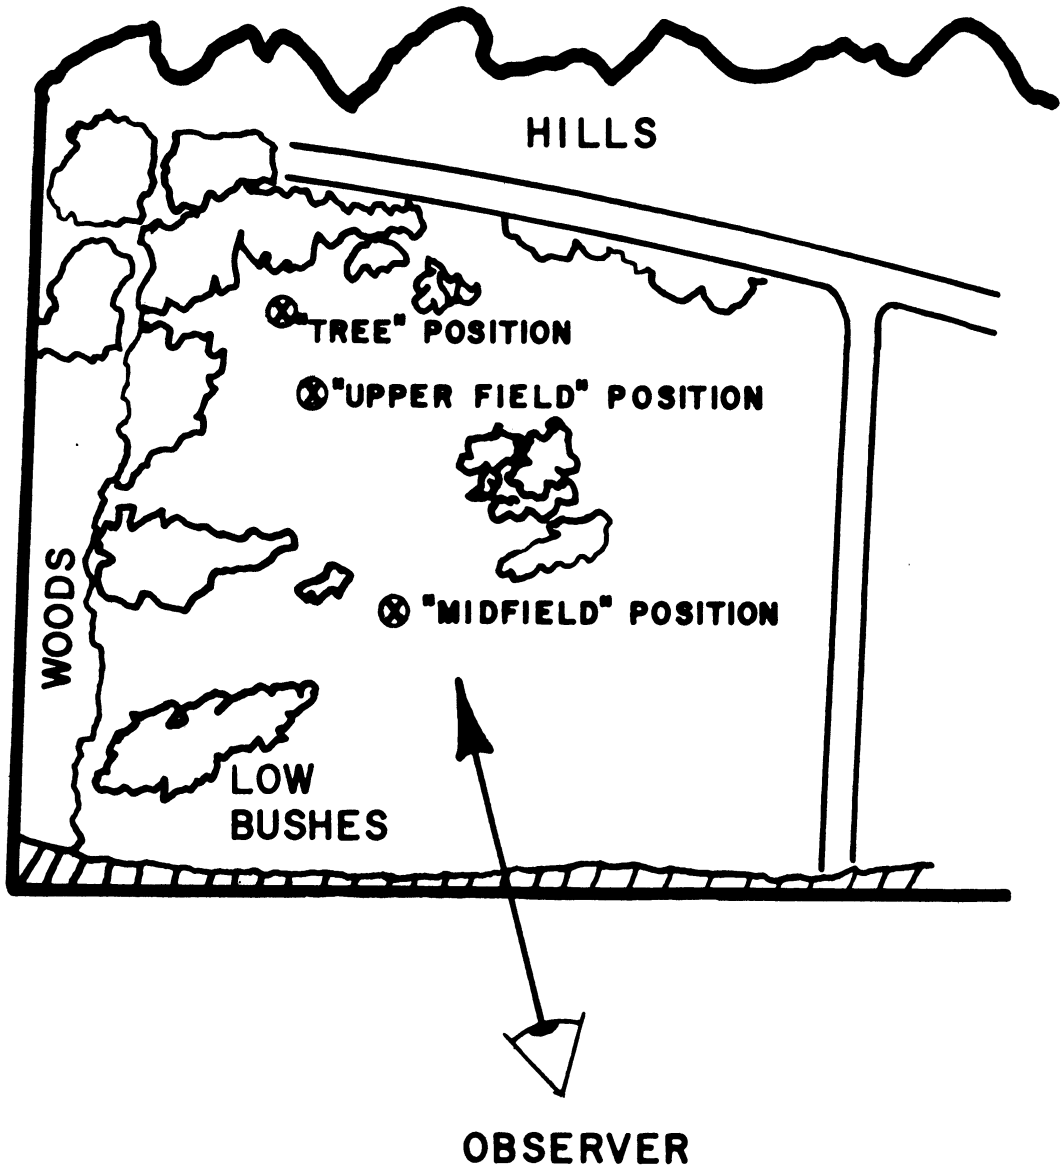 HILLS
"TREE" POSITION
"UPPER FIELD" POSITION
WOODS
"MIDFIELD" POSITION
LOW
BUSHES
OBSERVER